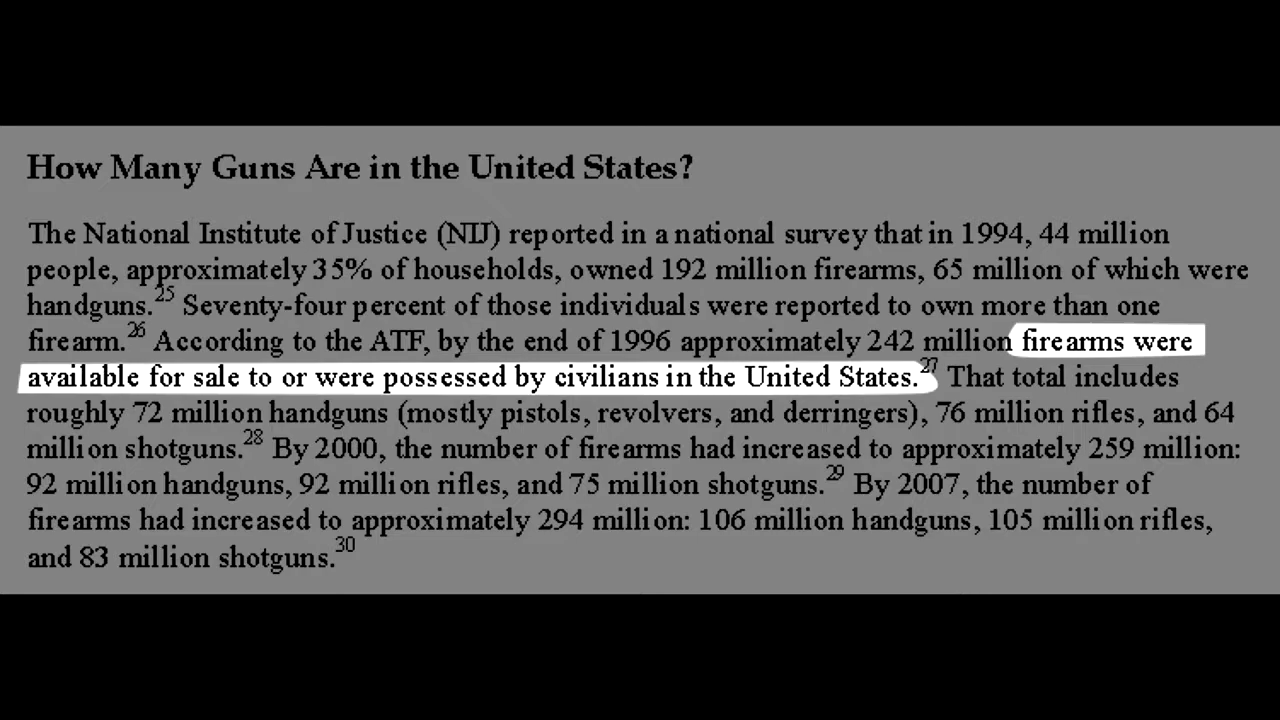 How Many Guns Are in the United States?
The National Institute of Justice (NIJ) reported in a national survey that in 1994, 44 million
people, approximately 35% of households, owned 192 million firearms, 65 million of which were
handguns.25 Seventy-four percent of those individuals were reported to own more than one
firearm.26 According to the ATF, by the end of 1996 approximately 242 million firearms were
available for sale to or were possessed by civilians in the United States.27 That total includes
roughly 72 million handguns (mostly pistols, revolvers, and derringers), 76 million rifles, and 64
million shotguns.28 By 2000, the number of firearms had increased to approximately 259 million:
92 million handguns, 92 million rifles, and 75 million shotguns.29 By 2007, the number of
firearms had increased to approximately 294 million: 106 million handguns, 105 million rifles,
and 83 million shotguns.30